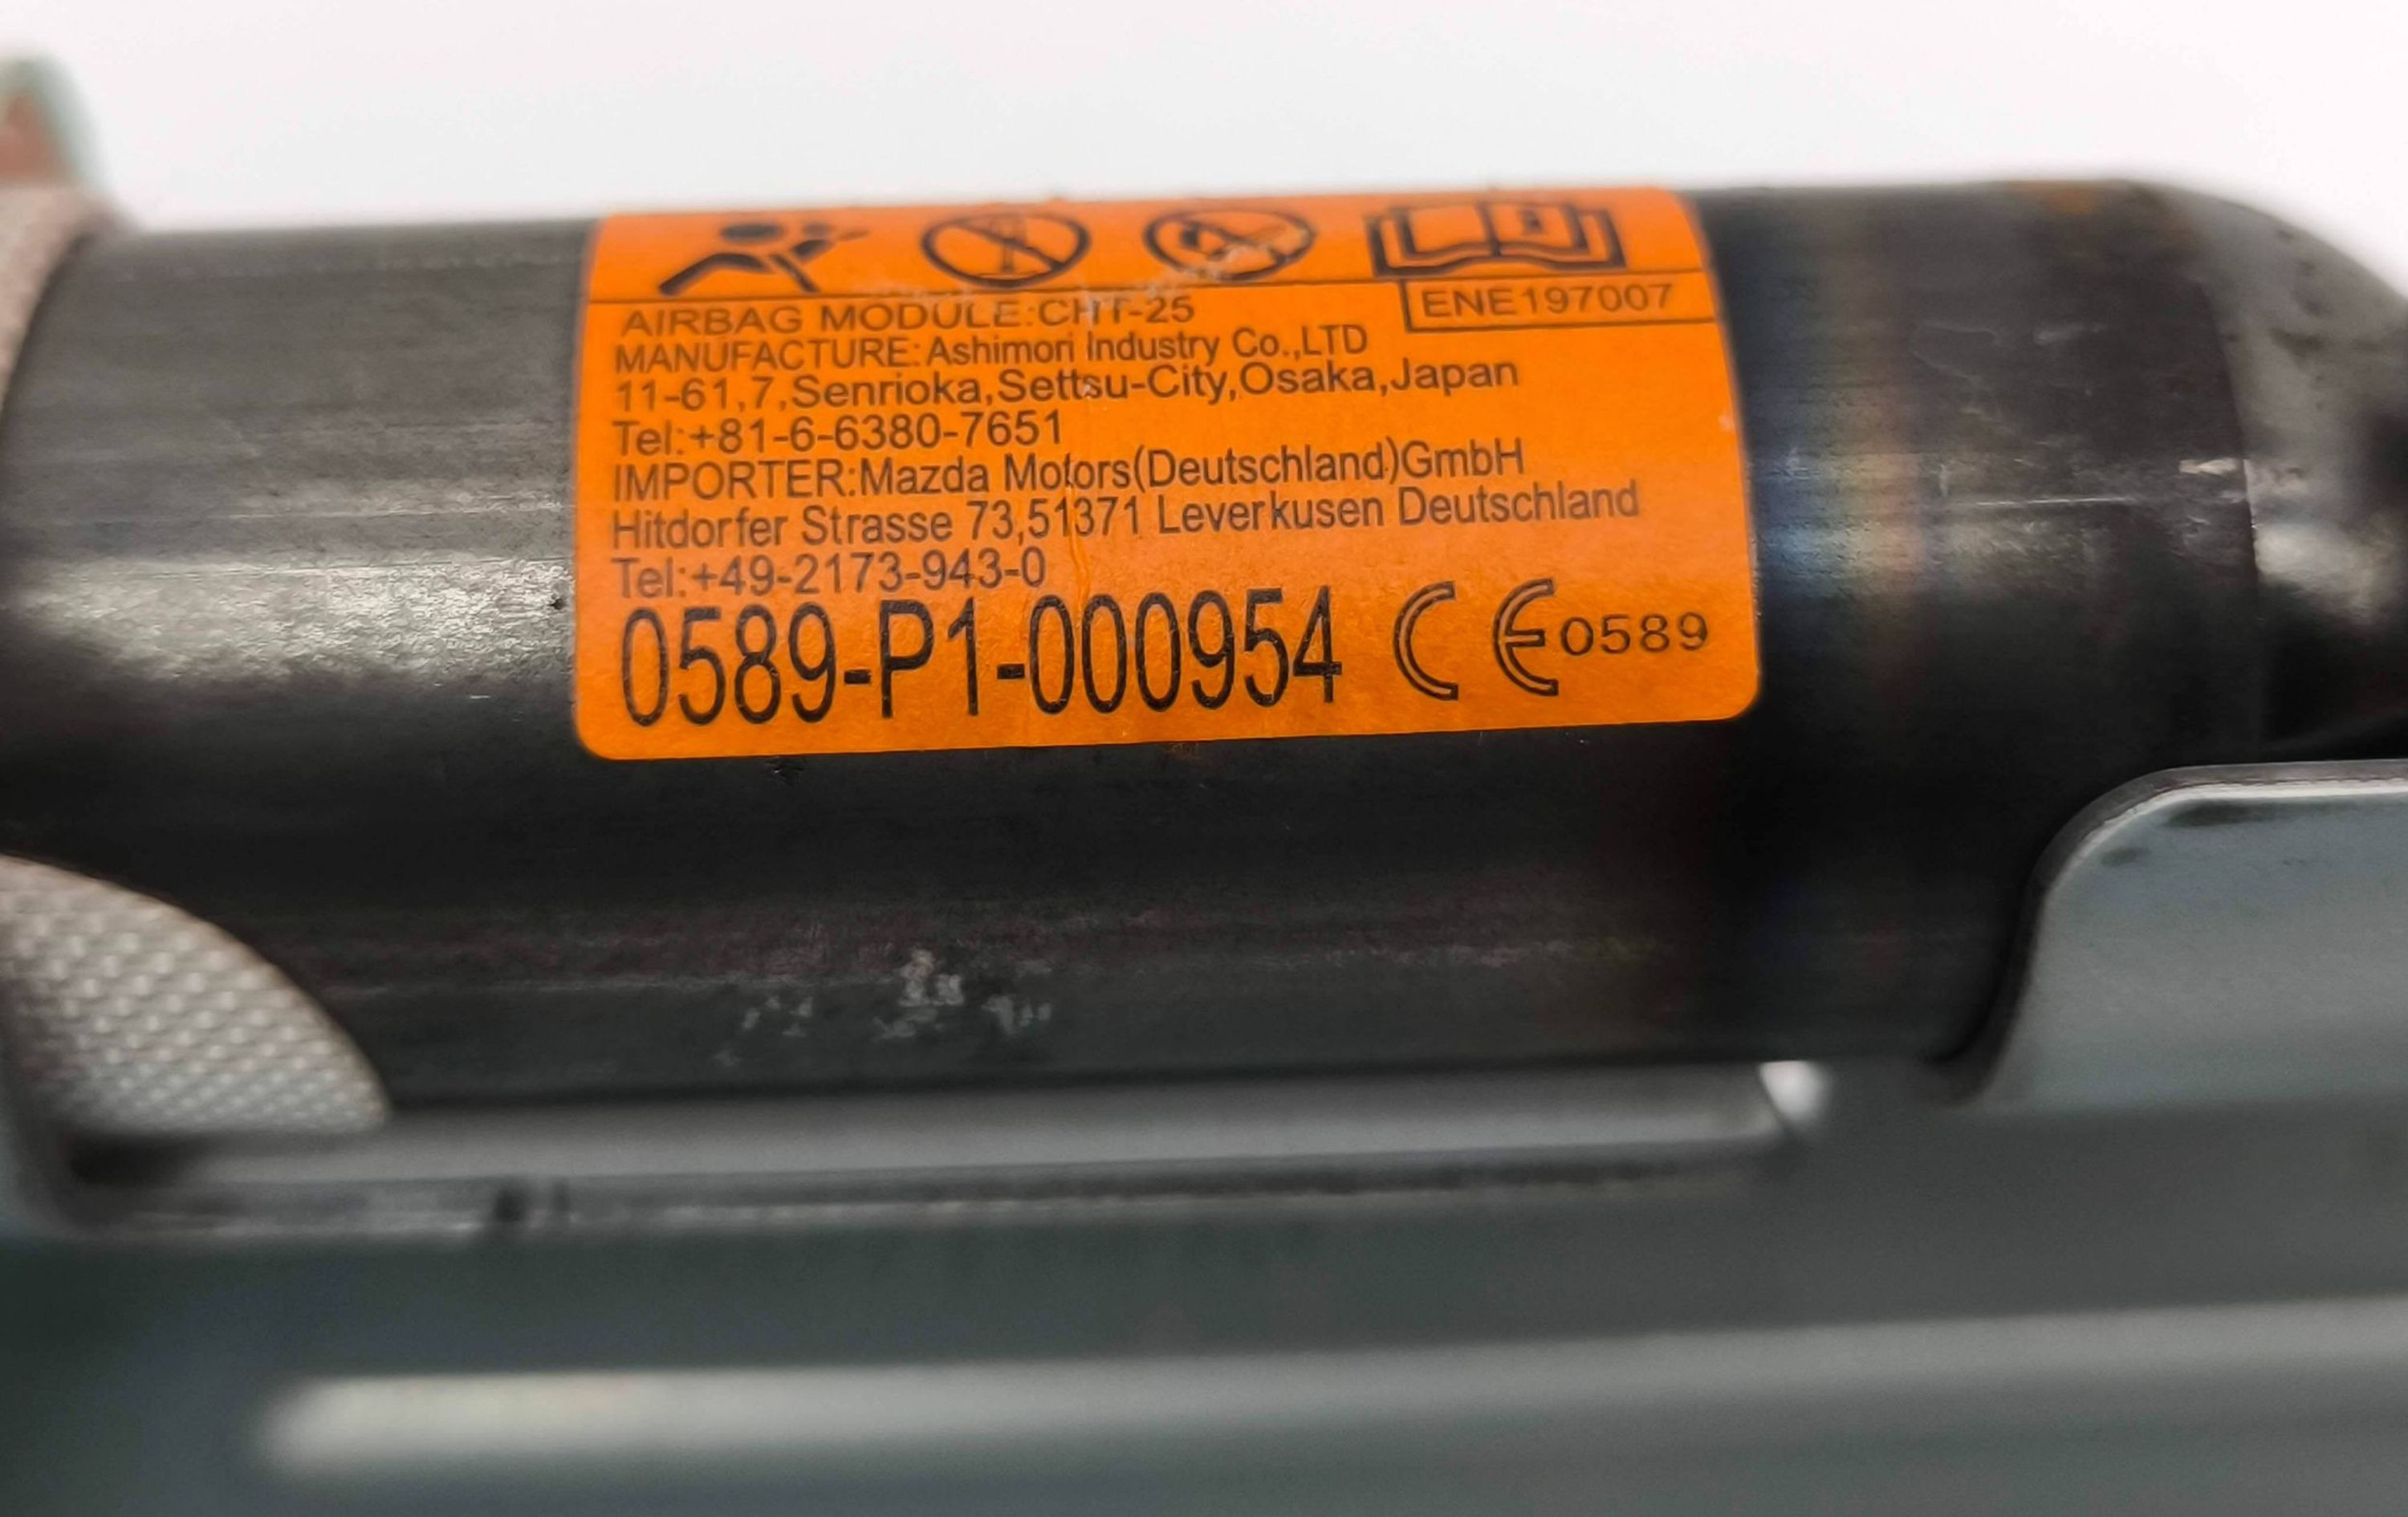 AIRBAG MODULE:CHT-25
ENE197007
MANUFACTURE:Ashimori Industry Co.,LTD
11-61,7,Senrioka,Settsu-City,Osaka,Japan
Tel:+81-6-6380-7651
IMPORTER:Mazda Motors(Deutschland)GmbH
Hitdorfer Strasse 73,51371 Leverkusen Deutschland
Tel:+49-2173-943-0
0589-P1-000954 CE 0589